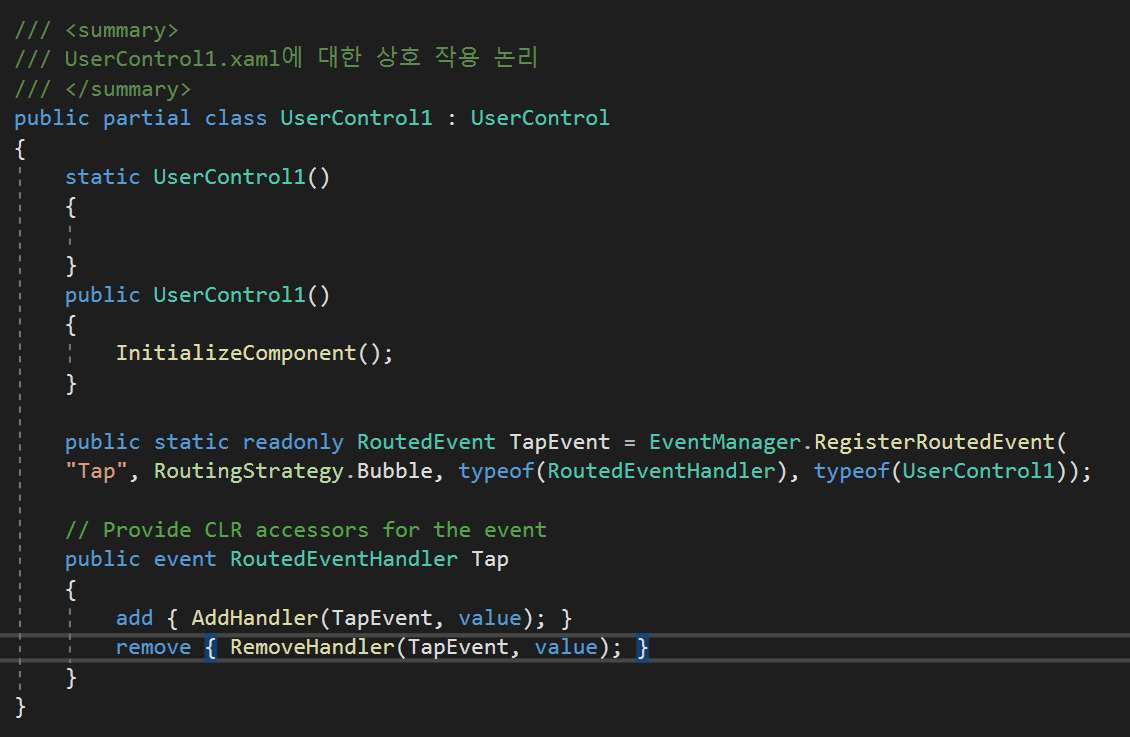 /// <summary>
/// UserControl1.xaml에 대한 상호 작용 논리
/// </summary>
public partial class UserControl1 : UserControl
{
static UserControl1()
{
}
public UserControl1()
{
InitializeComponent();
}
public static readonly RoutedEvent TapEvent = EventManager.RegisterRoutedEvent(
"Tap", RoutingStrategy.Bubble, typeof(RoutedEventHandler), typeof(UserControl1));
// Provide CLR accessors for the event
public event RoutedEventHandler Tap
{
add { AddHandler(TapEvent, value); }
remove { RemoveHandler(TapEvent, value); }
}
}